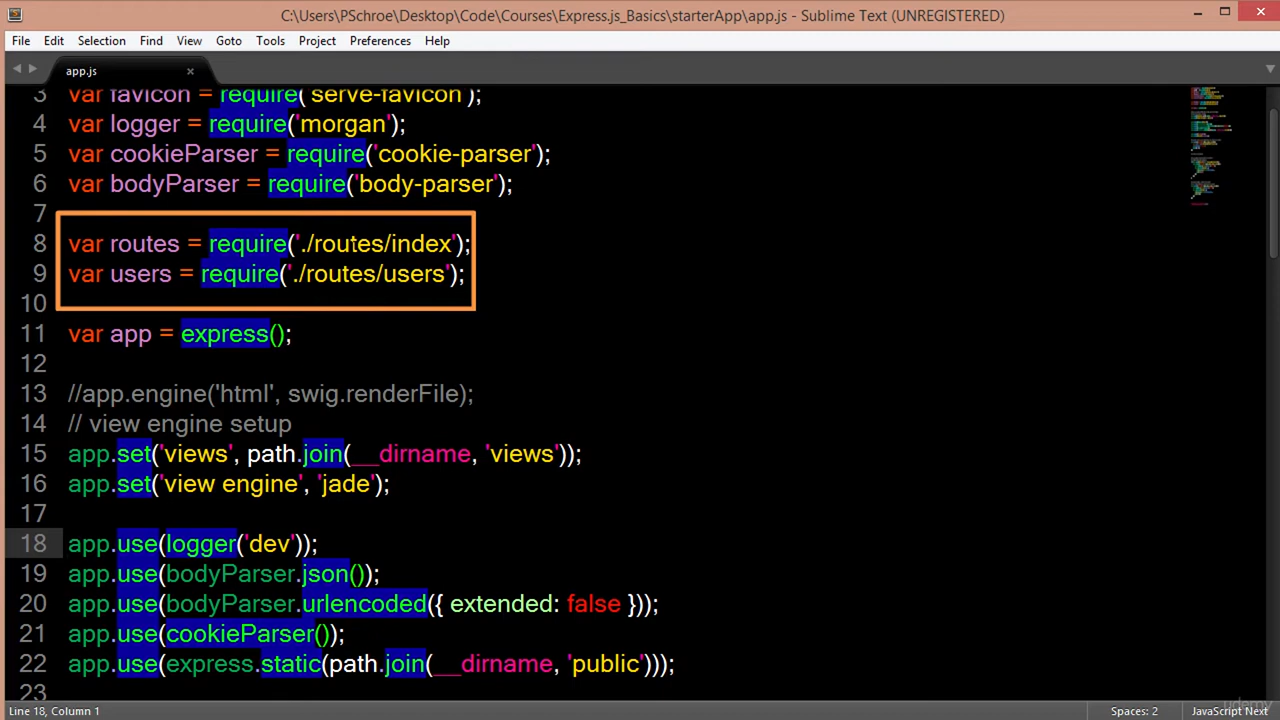 C:\Users\PSchroe\Desktop\Code\Courses\Express.js_Basics\starterApp\app.js - Sublime Text (UNREGISTERED)
File Edit Selection Find View Goto Tools Project Preferences Help
app.js
3 var favicon = require('serve-favicon');
4 var logger = require('morgan');
5 var cookieParser = require('cookie-parser');
6 var bodyParser = require('body-parser');
7
8 var routes = require('./routes/index');
9 var users = require('./routes/users');
10
11 var app = express();
12
13 //app.engine('html', swig.renderFile);
14 // view engine setup
15 app.set('views', path.join(__dirname, 'views'));
16 app.set('view engine', 'jade');
17
18 app.use(logger('dev'));
19 app.use(bodyParser.json());
20 app.use(bodyParser.urlencoded({ extended: false }));
21 app.use(cookieParser());
22 app.use(express.static(path.join(__dirname, 'public')));
23
Line 18, Column 1
Spaces: 2
JavaScript Next
udemy